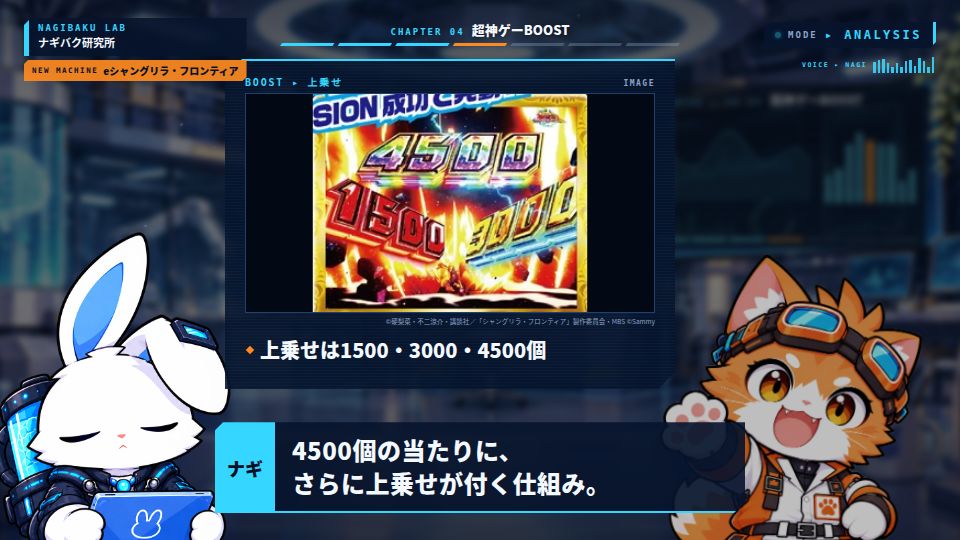 NAGIBAKU LAB
ナギバク研究所
NEW MACHINE eシャングリラ・フロンティア
CHAPTER 04 超神ゲーBOOST
MODE ▸ ANALYSIS
VOICE ▸ NAGI
BOOST ▸ 上乗せ
IMAGE
SION 成功で
4500
1500
3000
©硬梨菜・不二涼介・講談社／「シャングリラ・フロンティア」製作委員会・MBS ©Sammy
上乗せは1500・3000・4500個
ナギ
4500個の当たりに、
さらに上乗せが付く仕組み。